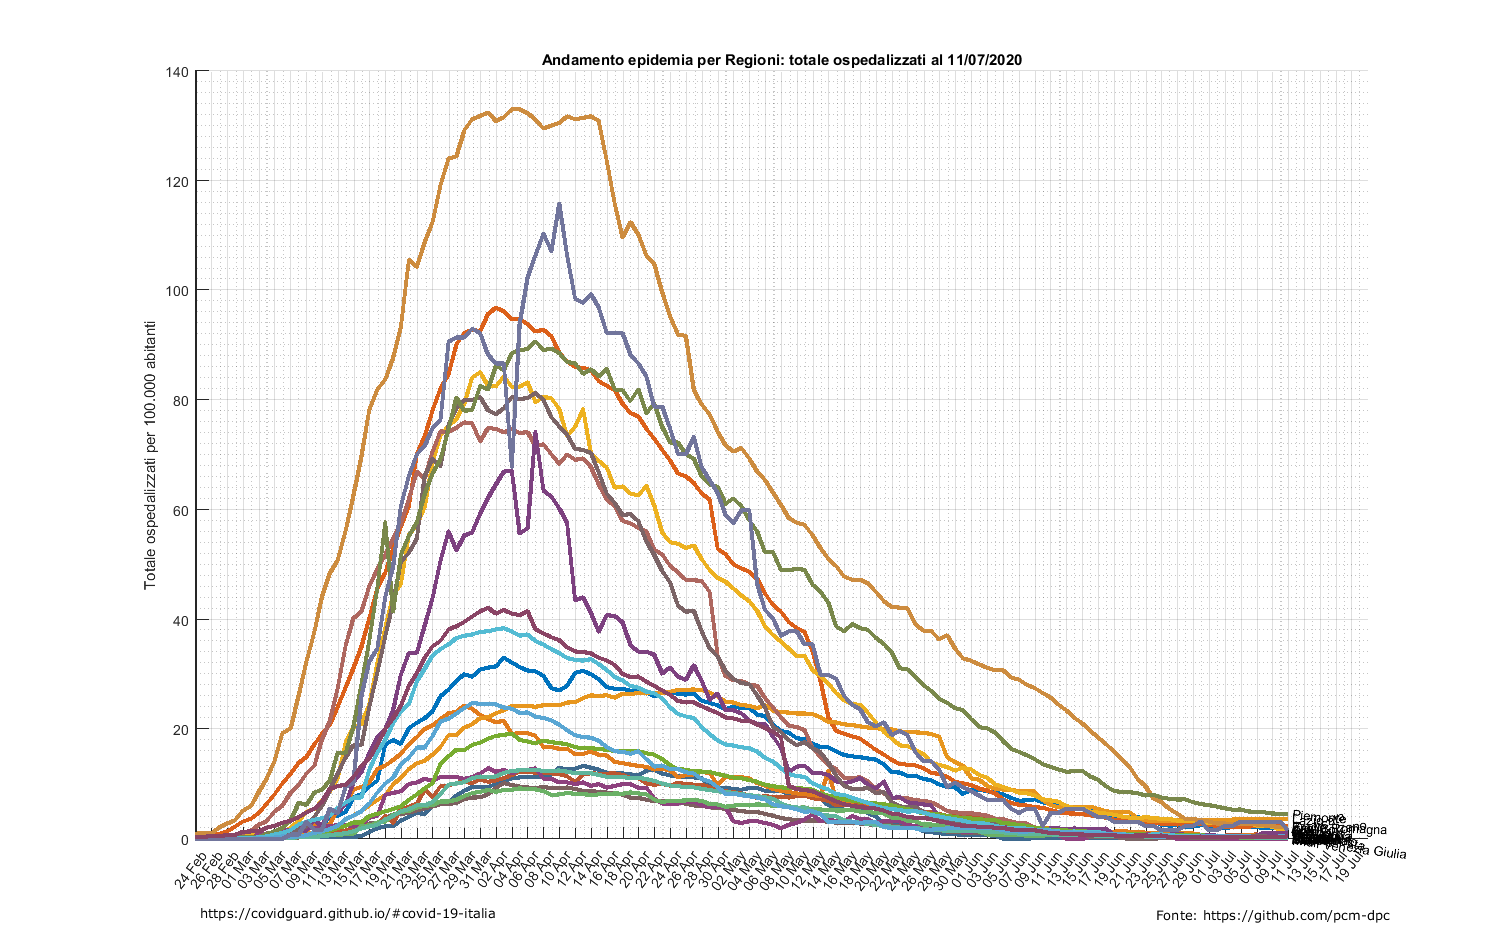 Andamento epidemia per Regioni: totale ospedalizzati al 11/07/2020
140
120
100
80
60
40
20
0
Totale ospedalizzati per 100.000 abitanti
Piemonte
24 Feb
26 Feb
28 Feb
01 Mar
03 Mar
05 Mar
07 Mar
09 Mar
11 Mar
13 Mar
15 Mar
17 Mar
19 Mar
21 Mar
23 Mar
25 Mar
27 Mar
29 Mar
31 Mar
02 Apr
04 Apr
06 Apr
08 Apr
10 Apr
12 Apr
14 Apr
16 Apr
18 Apr
20 Apr
22 Apr
24 Apr
26 Apr
28 Apr
30 Apr
02 May
04 May
06 May
08 May
10 May
12 May
14 May
16 May
18 May
20 May
22 May
24 May
26 May
28 May
30 May
01 Jun
03 Jun
05 Jun
07 Jun
09 Jun
11 Jun
13 Jun
15 Jun
17 Jun
19 Jun
21 Jun
23 Jun
25 Jun
27 Jun
29 Jun
01 Jul
03 Jul
05 Jul
07 Jul
09 Jul
11 Jul
13 Jul
15 Jul
17 Jul
19 Jul
https://covidguard.github.io/#covid-19-italia
Fonte: https://github.com/pcm-dpc